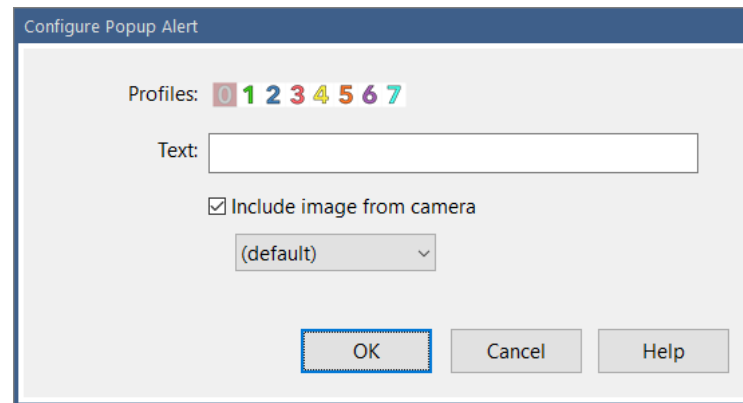 Configure Popup Alert
Profiles: 0 1 2 3 4 5 6 7
Text:
Include image from camera
(default)
OK Cancel Help